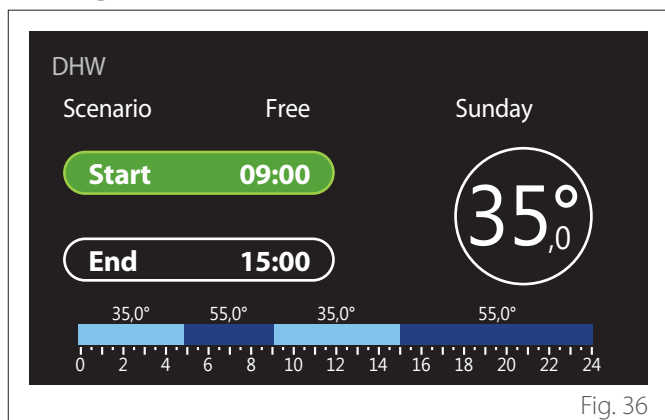 DHW
Scenario Free Sunday
Start 09:00
35,0°
End 15:00
35,0° 55,0° 35,0° 55,0°
0 2 4 6 8 10 12 14 16 18 20 22 24
Fig. 36